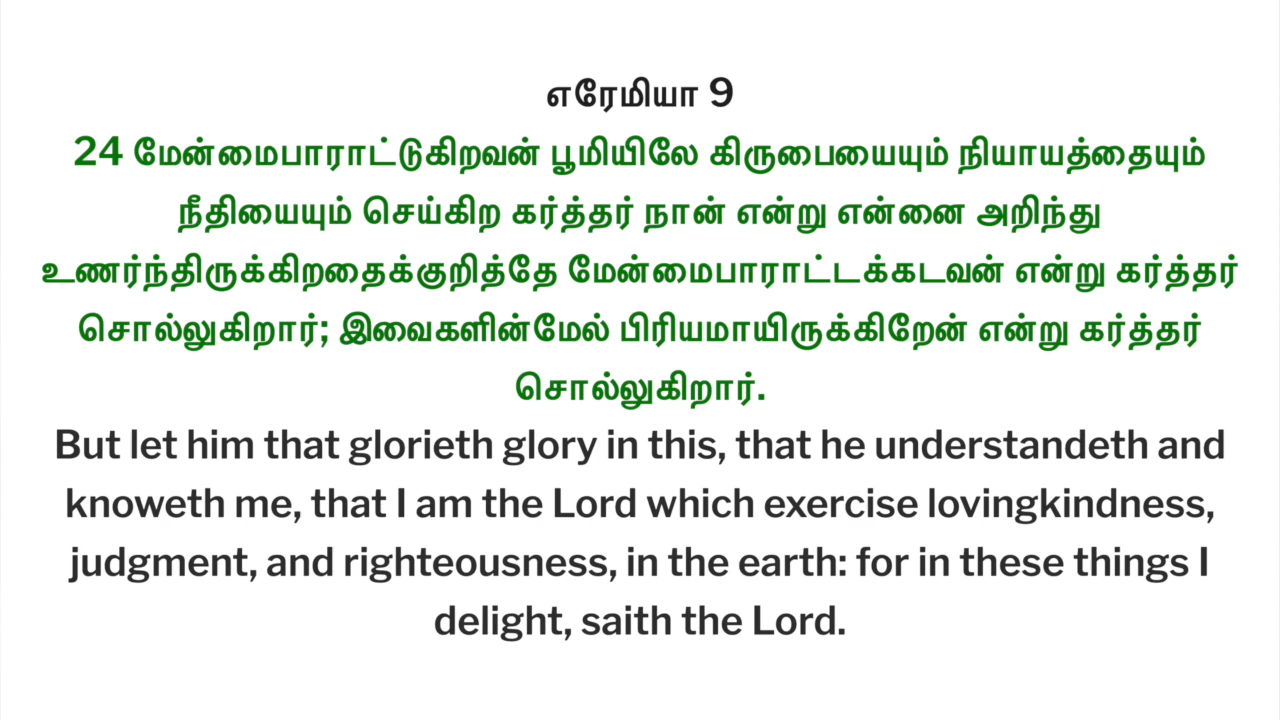 எரேமியா 9
24 மேன்மைபாராட்டுகிறவன் பூமியிலே கிருபையையும் நியாயத்தையும்
நீதியையும் செய்கிற கர்த்தர் நான் என்று என்னை அறிந்து
உணர்ந்திருக்கிறதைக்குறித்தே மேன்மைபாராட்டக்கடவன் என்று கர்த்தர்
சொல்லுகிறார்; இவைகளின்மேல் பிரியமாயிருக்கிறேன் என்று கர்த்தர்
சொல்லுகிறார்.
But let him that glorieth glory in this, that he understandeth and
knoweth me, that I am the Lord which exercise lovingkindness,
judgment, and righteousness, in the earth: for in these things I
delight, saith the Lord.